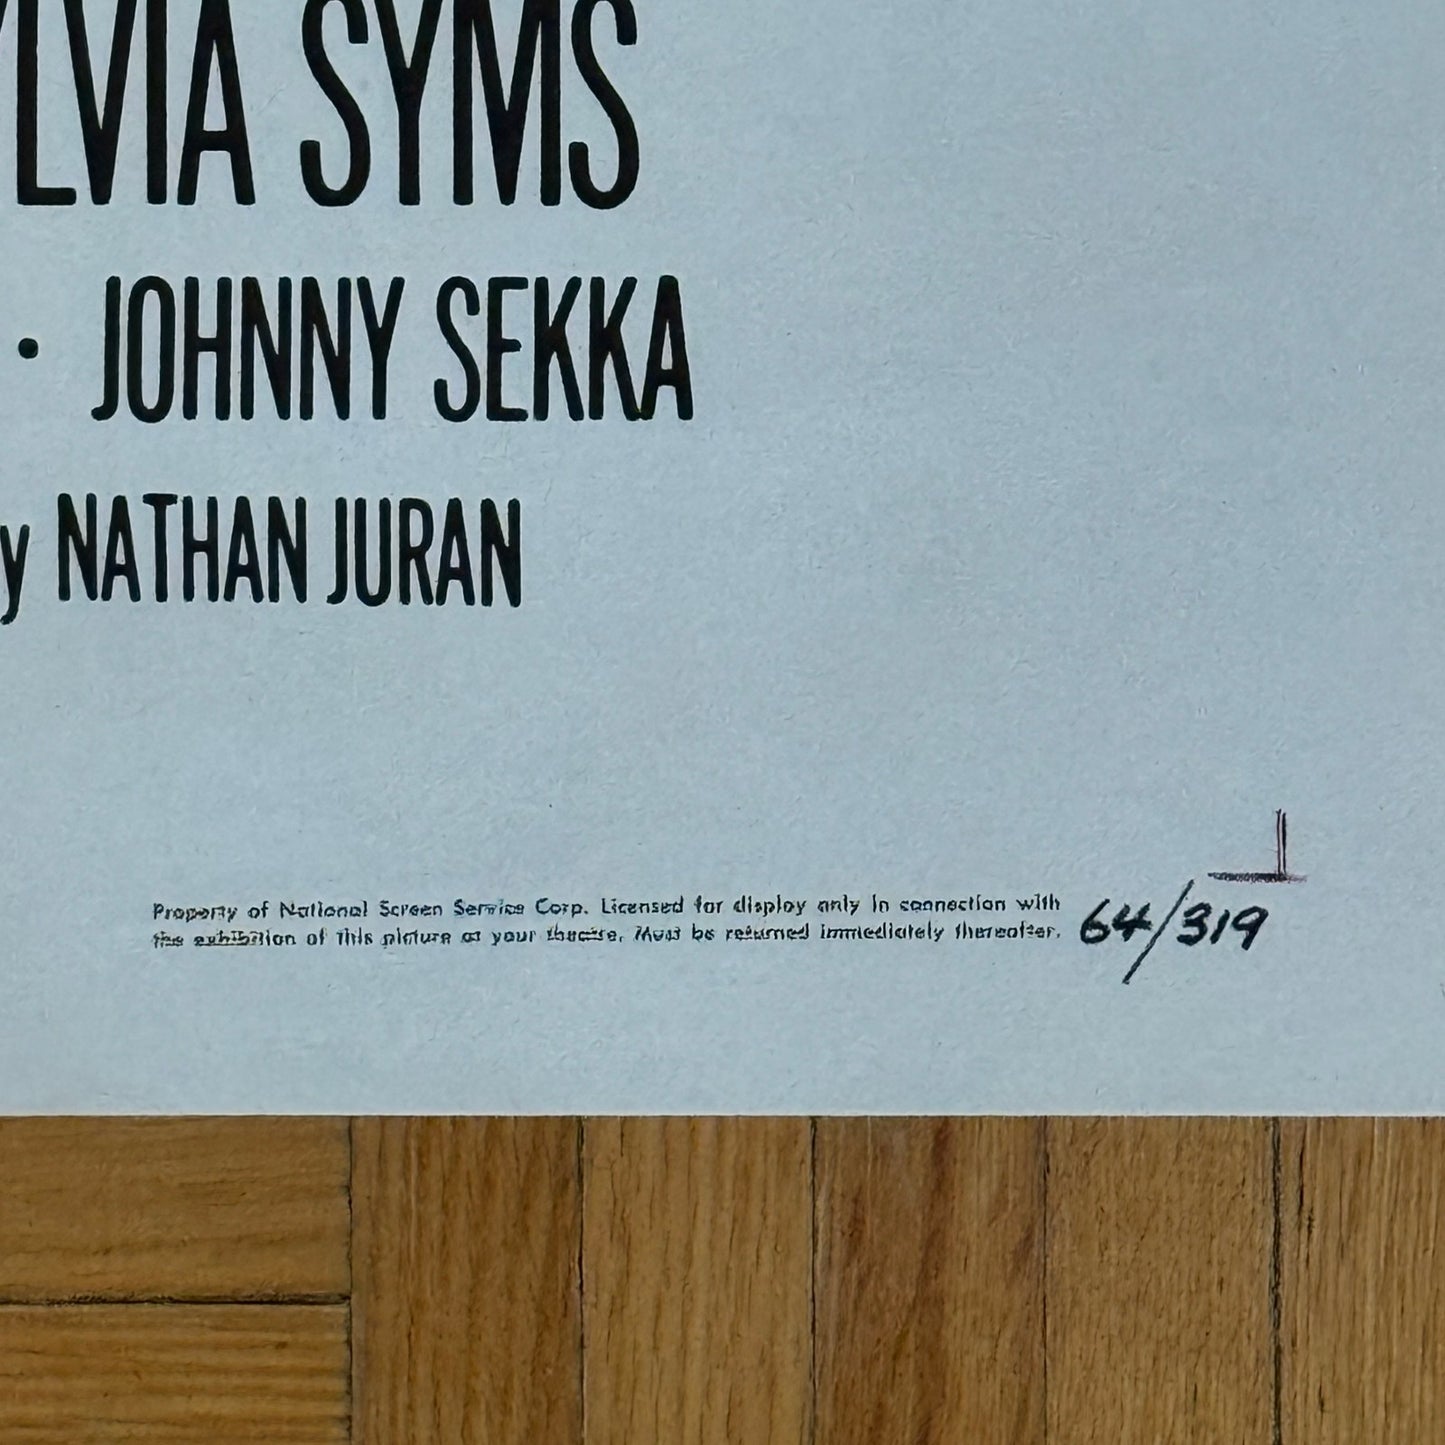 YLVIA SYMS
· JOHNNY SEKKA
y NATHAN JURAN
Property of National Screen Service Corp. Licensed for display only in connection with
the exhibition of this picture at your theatre. Must be returned immediately thereafter.
64/319